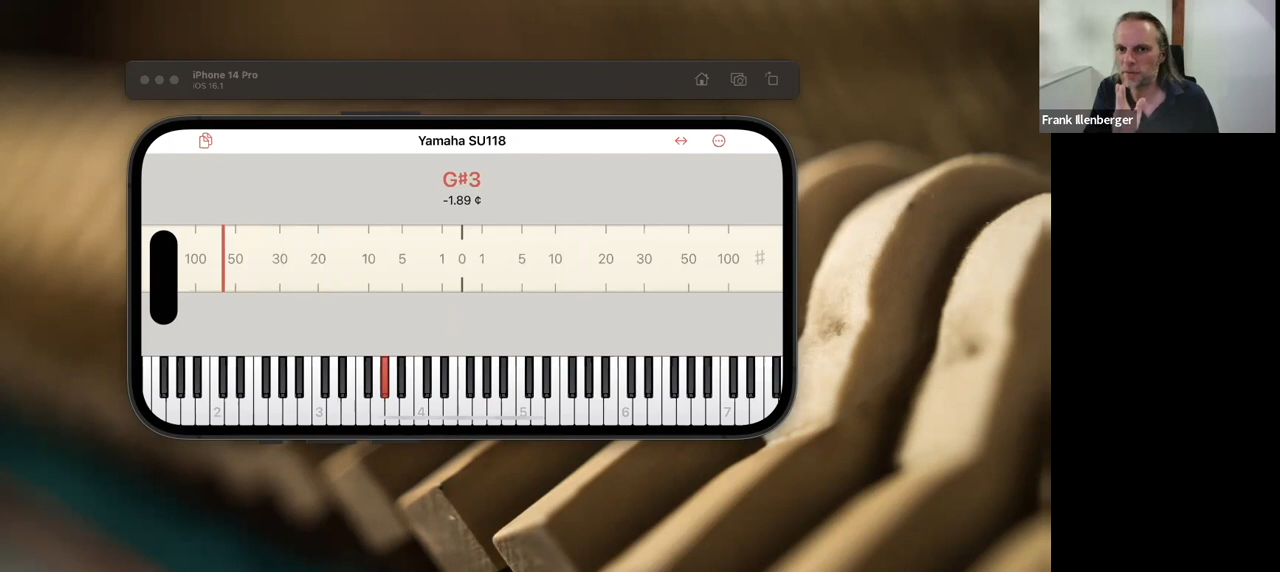 iPhone 14 Pro
iOS 16.1
Yamaha SU118
G♯3
-1.89 ¢
100 50 30 20 10 5 1 0 1 5 10 20 30 50 100 ♯
2 3 4 5 6 7
Frank Illenberger